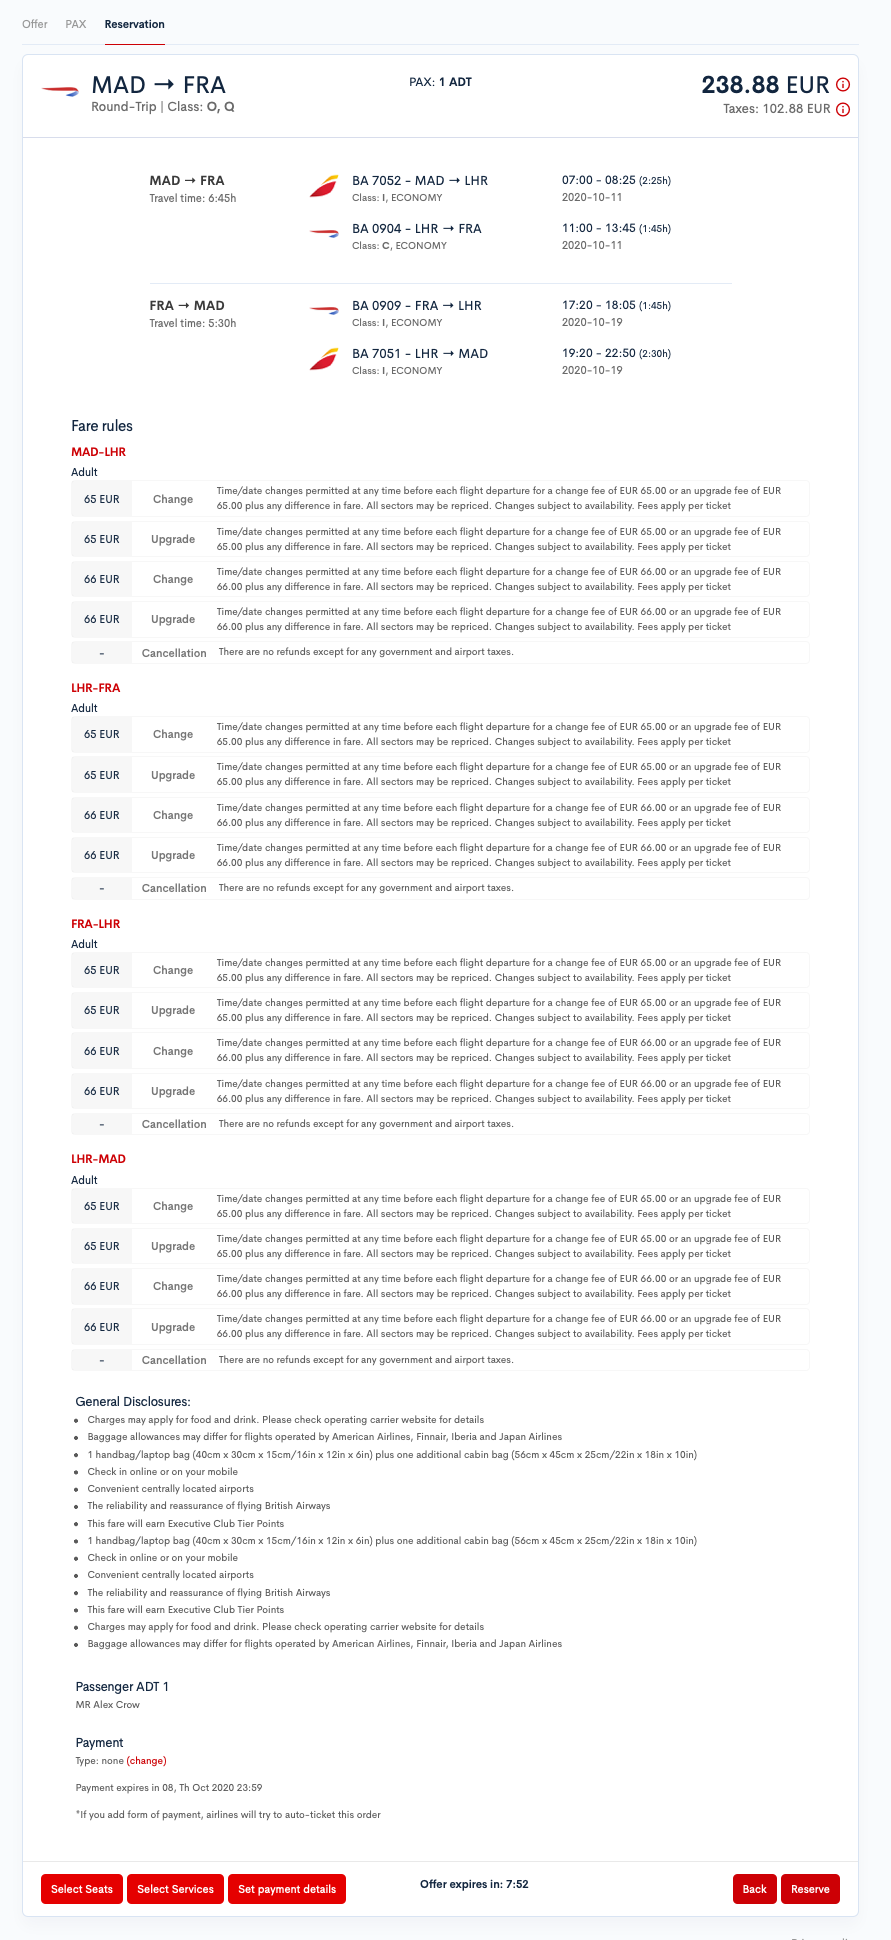 Offer PAX Reservation
MAD → FRA PAX: 1 ADT 238.88 EUR
Round-Trip | Class: O, Q Taxes: 102.88 EUR
MAD → FRA BA 7052 - MAD → LHR 07:00 - 08:25 (2:25h)
Travel time: 6:45h Class: I, ECONOMY 2020-10-11
BA 0904 - LHR → FRA 11:00 - 13:45 (1:45h)
Class: C, ECONOMY 2020-10-11
FRA → MAD BA 0909 - FRA → LHR 17:20 - 18:05 (1:45h)
Travel time: 5:30h Class: I, ECONOMY 2020-10-19
BA 7051 - LHR → MAD 19:20 - 22:50 (2:30h)
Class: I, ECONOMY 2020-10-19
Fare rules
MAD-LHR
Adult
65 EUR Change Time/date changes permitted at any time before each flight departure for a change fee of EUR 65.00 or an upgrade fee of EUR
65.00 plus any difference in fare. All sectors may be repriced. Changes subject to availability. Fees apply per ticket
65 EUR Upgrade Time/date changes permitted at any time before each flight departure for a change fee of EUR 65.00 or an upgrade fee of EUR
65.00 plus any difference in fare. All sectors may be repriced. Changes subject to availability. Fees apply per ticket
66 EUR Change Time/date changes permitted at any time before each flight departure for a change fee of EUR 66.00 or an upgrade fee of EUR
66.00 plus any difference in fare. All sectors may be repriced. Changes subject to availability. Fees apply per ticket
66 EUR Upgrade Time/date changes permitted at any time before each flight departure for a change fee of EUR 66.00 or an upgrade fee of EUR
66.00 plus any difference in fare. All sectors may be repriced. Changes subject to availability. Fees apply per ticket
- Cancellation There are no refunds except for any government and airport taxes.
LHR-FRA
Adult
65 EUR Change Time/date changes permitted at any time before each flight departure for a change fee of EUR 65.00 or an upgrade fee of EUR
65.00 plus any difference in fare. All sectors may be repriced. Changes subject to availability. Fees apply per ticket
65 EUR Upgrade Time/date changes permitted at any time before each flight departure for a change fee of EUR 65.00 or an upgrade fee of EUR
65.00 plus any difference in fare. All sectors may be repriced. Changes subject to availability. Fees apply per ticket
66 EUR Change Time/date changes permitted at any time before each flight departure for a change fee of EUR 66.00 or an upgrade fee of EUR
66.00 plus any difference in fare. All sectors may be repriced. Changes subject to availability. Fees apply per ticket
66 EUR Upgrade Time/date changes permitted at any time before each flight departure for a change fee of EUR 66.00 or an upgrade fee of EUR
66.00 plus any difference in fare. All sectors may be repriced. Changes subject to availability. Fees apply per ticket
- Cancellation There are no refunds except for any government and airport taxes.
FRA-LHR
Adult
65 EUR Change Time/date changes permitted at any time before each flight departure for a change fee of EUR 65.00 or an upgrade fee of EUR
65.00 plus any difference in fare. All sectors may be repriced. Changes subject to availability. Fees apply per ticket
65 EUR Upgrade Time/date changes permitted at any time before each flight departure for a change fee of EUR 65.00 or an upgrade fee of EUR
65.00 plus any difference in fare. All sectors may be repriced. Changes subject to availability. Fees apply per ticket
66 EUR Change Time/date changes permitted at any time before each flight departure for a change fee of EUR 66.00 or an upgrade fee of EUR
66.00 plus any difference in fare. All sectors may be repriced. Changes subject to availability. Fees apply per ticket
66 EUR Upgrade Time/date changes permitted at any time before each flight departure for a change fee of EUR 66.00 or an upgrade fee of EUR
66.00 plus any difference in fare. All sectors may be repriced. Changes subject to availability. Fees apply per ticket
- Cancellation There are no refunds except for any government and airport taxes.
LHR-MAD
Adult
65 EUR Change Time/date changes permitted at any time before each flight departure for a change fee of EUR 65.00 or an upgrade fee of EUR
65.00 plus any difference in fare. All sectors may be repriced. Changes subject to availability. Fees apply per ticket
65 EUR Upgrade Time/date changes permitted at any time before each flight departure for a change fee of EUR 65.00 or an upgrade fee of EUR
65.00 plus any difference in fare. All sectors may be repriced. Changes subject to availability. Fees apply per ticket
66 EUR Change Time/date changes permitted at any time before each flight departure for a change fee of EUR 66.00 or an upgrade fee of EUR
66.00 plus any difference in fare. All sectors may be repriced. Changes subject to availability. Fees apply per ticket
66 EUR Upgrade Time/date changes permitted at any time before each flight departure for a change fee of EUR 66.00 or an upgrade fee of EUR
66.00 plus any difference in fare. All sectors may be repriced. Changes subject to availability. Fees apply per ticket
- Cancellation There are no refunds except for any government and airport taxes.
General Disclosures:
• Charges may apply for food and drink. Please check operating carrier website for details
• Baggage allowances may differ for flights operated by American Airlines, Finnair, Iberia and Japan Airlines
• 1 handbag/laptop bag (40cm x 30cm x 15cm/16in x 12in x 6in) plus one additional cabin bag (56cm x 45cm x 25cm/22in x 18in x 10in)
• Check in online or on your mobile
• Convenient centrally located airports
• The reliability and reassurance of flying British Airways
• This fare will earn Executive Club Tier Points
• 1 handbag/laptop bag (40cm x 30cm x 15cm/16in x 12in x 6in) plus one additional cabin bag (56cm x 45cm x 25cm/22in x 18in x 10in)
• Check in online or on your mobile
• Convenient centrally located airports
• The reliability and reassurance of flying British Airways
• This fare will earn Executive Club Tier Points
• Charges may apply for food and drink. Please check operating carrier website for details
• Baggage allowances may differ for flights operated by American Airlines, Finnair, Iberia and Japan Airlines
Passenger ADT 1
MR Alex Crow
Payment
Type: none (change)
Payment expires in 08, Th Oct 2020 23:59
*If you add form of payment, airlines will try to auto-ticket this order
Select Seats Select Services Set payment details Offer expires in: 7:52 Back Reserve